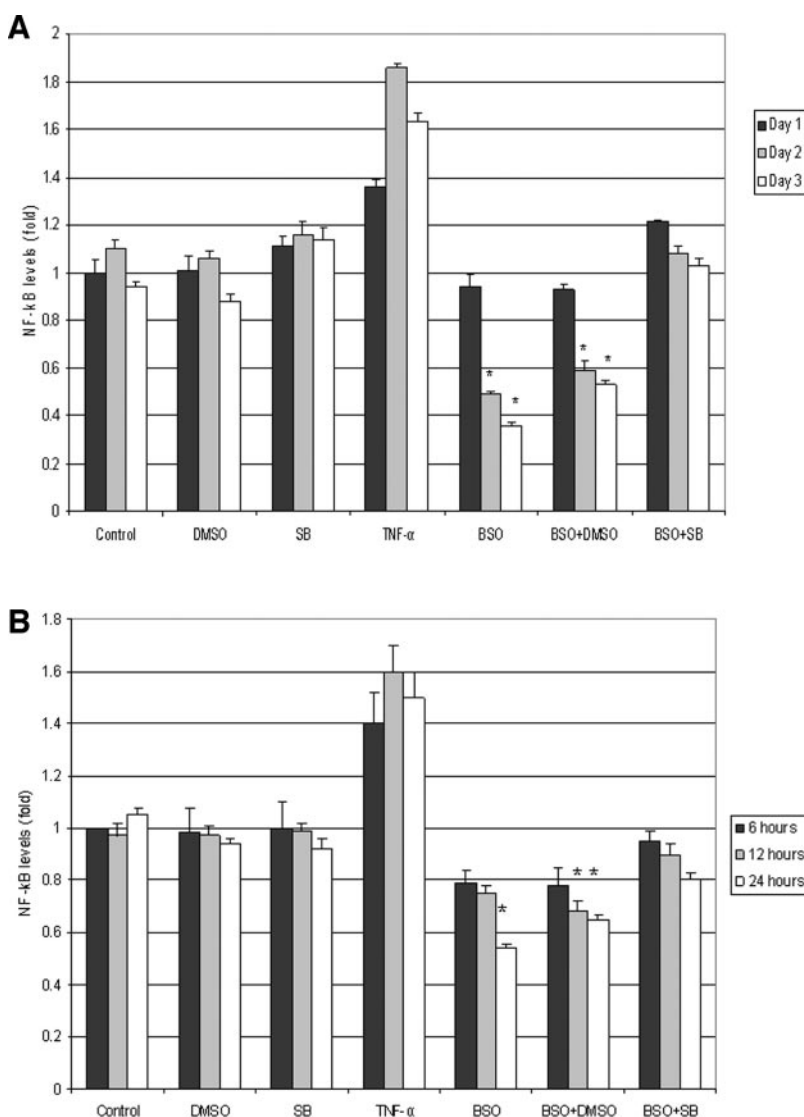 A
NF-kB levels (fold)
2
1.8
1.6
1.4
1.2
1
0.8
0.6
0.4
0.2
0
* * * *
Control DMSO SB TNF-α BSO BSO+DMSO BSO+SB
Day 1
Day 2
Day 3
B
NF-kB levels (fold)
1.8
1.6
1.4
1.2
1
0.8
0.6
0.4
0.2
0
* * *
Control DMSO SB TNF-α BSO BSO+DMSO BSO+SB
6 hours
12 hours
24 hours